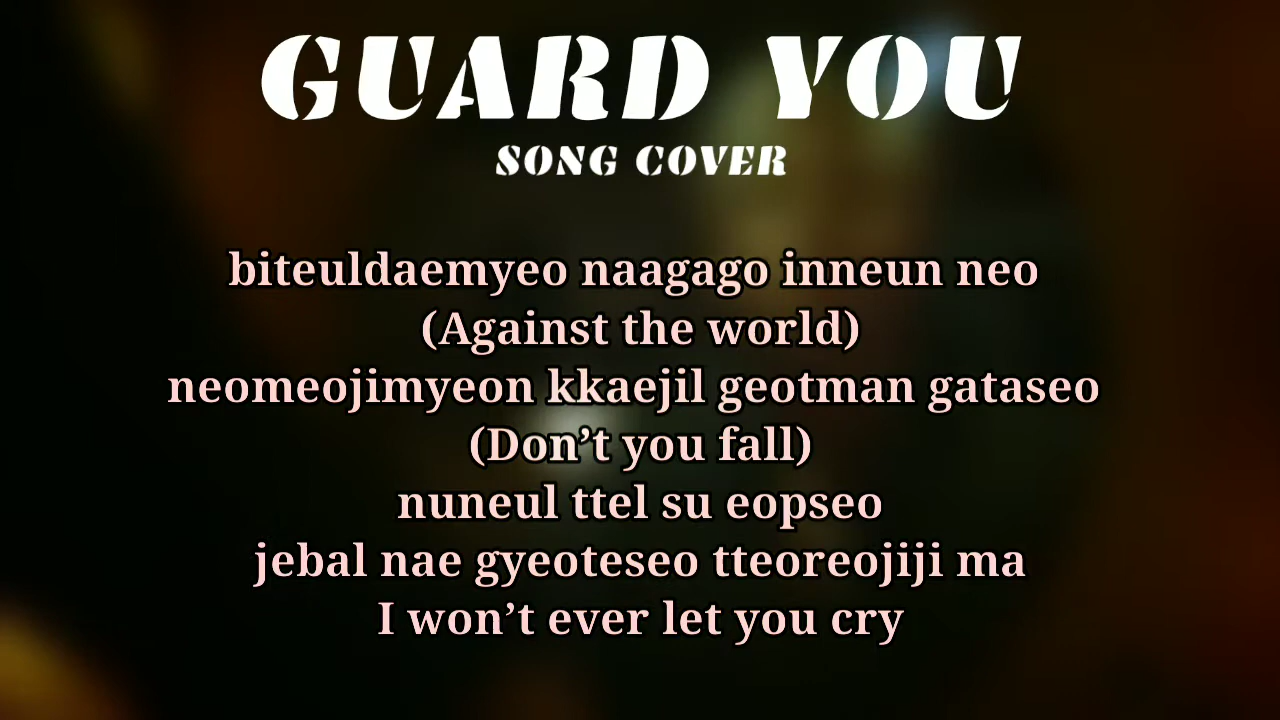 GUARD YOU
SONG COVER
biteuldaemyeo naagago inneun neo
(Against the world)
neomeojimyeon kkaejil geotman gataseo
(Don’t you fall)
nuneul ttel su eopseo
jebal nae gyeoteseo tteoreojiji ma
I won’t ever let you cry